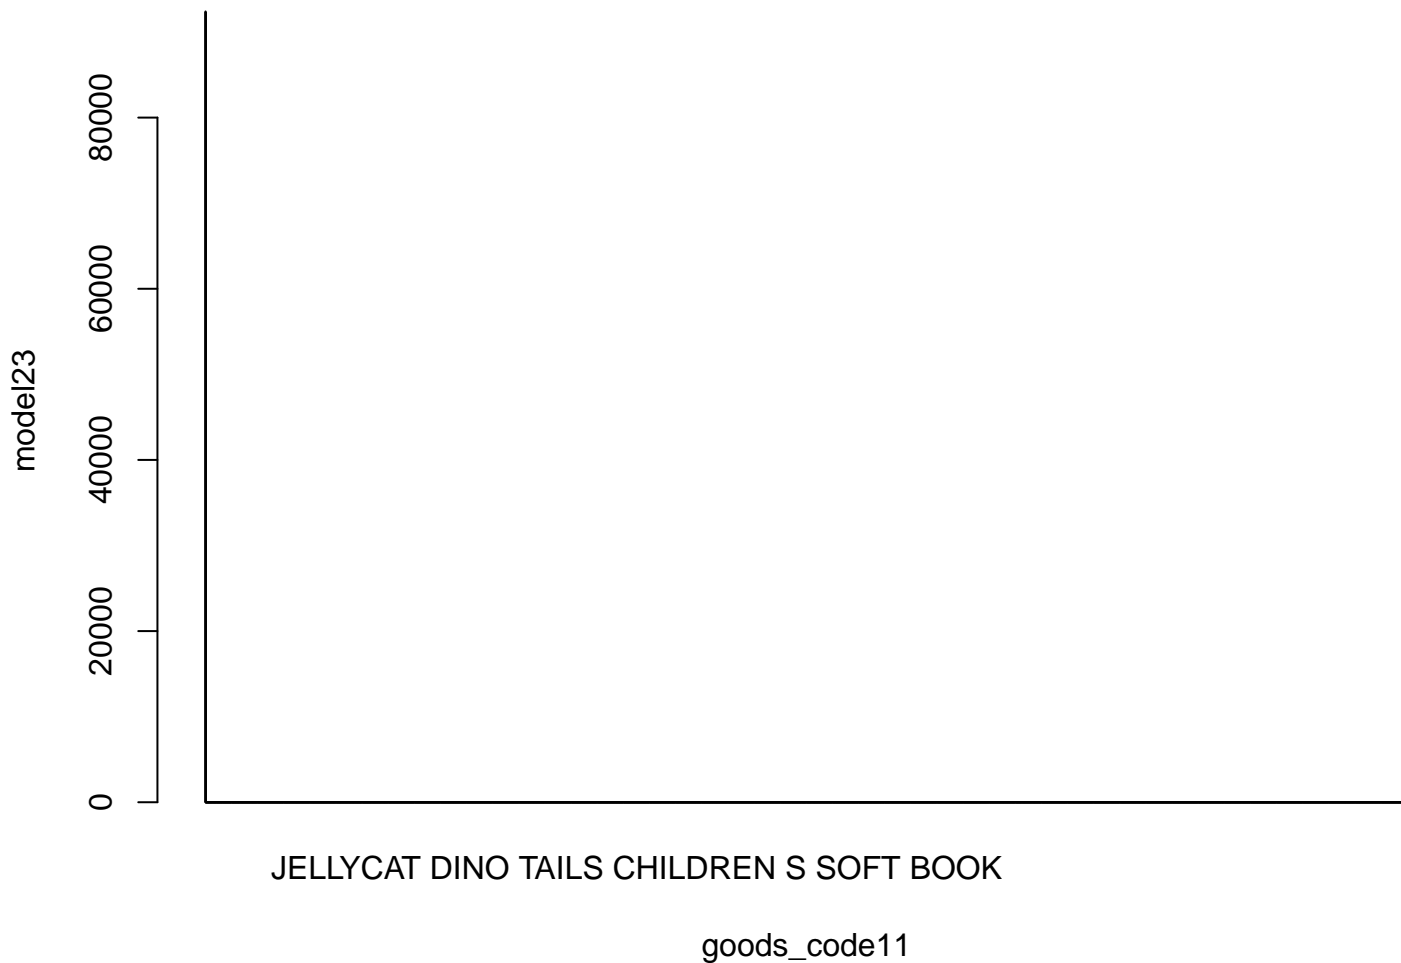 80000
60000
40000
20000
0
model23
JELLYCAT DINO TAILS CHILDREN S SOFT BOOK
goods_code11